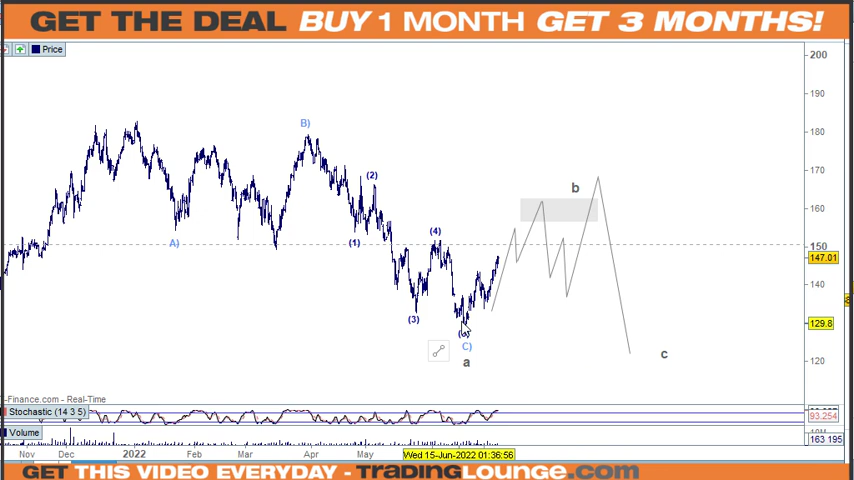 GET THE DEAL BUY 1 MONTH GET 3 MONTHS!
Price
200
190
180
170
160
150
147.01
140
129.8
120
B)
(2)
b
A)
(1)
(4)
(3)
C)
a
c
-Finance.com - Real-Time
Stochastic (14 3 5)
93.254
Volume
163 195
Nov Dec 2022 Feb Mar Apr May Wed 15-Jun-2022 01:36:56
GET THIS VIDEO EVERYDAY - TradingLounge.com